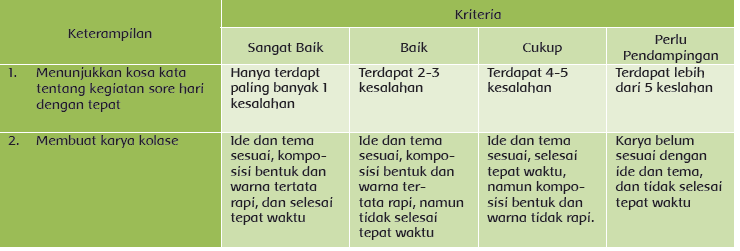 Keterampilan
Kriteria
Sangat Baik
Baik
Cukup
Perlu
Pendampingan
1. Menunjukkan kosa kata
tentang kegiatan sore hari
dengan tepat
Hanya terdapt
paling banyak 1
kesalahan
Terdapat 2-3
kesalahan
Terdapat 4-5
keslahan
Terdapat lebih
dari 5 keslahan
2. Membuat karya kolase
Ide dan tema
sesuai, kompo-
sisi bentuk dan
warna tertata
rapi, dan selesai
tepat waktu
Ide dan tema
sesuai, kompo-
sisi bentuk dan
warna ter-
tata rapi, namun
tidak selesai
tepat waktu
Ide dan tema
sesuai, selesai
tepat waktu,
namun kompo-
sisi bentuk dan
warna tidak rapi.
Karya belum
sesuai dengan
ide dan tema,
dan tidak selesai
tepat waktu